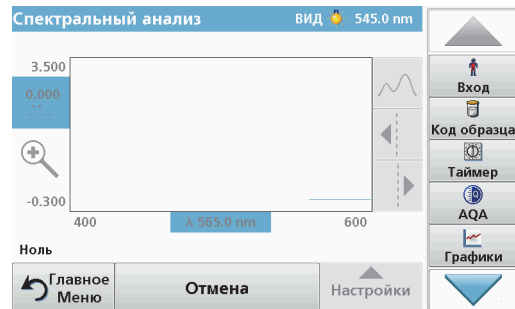 Спектральный анализ ВИД 545.0 nm
3.500
0.000
-0.300
400 λ 565.0 nm 600
Ноль
Главное
Меню
Отмена
Настройки
Вход
Код образца
Таймер
AQA
Графики